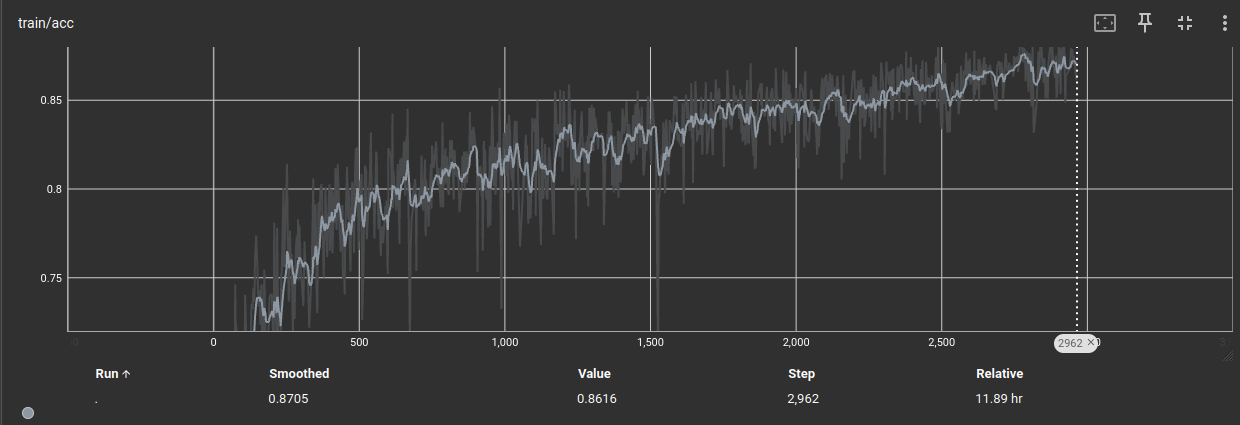 train/acc
0.85
0.8
0.75
0 500 1,000 1,500 2,000 2,500
2962 ×
Run ↑ Smoothed Value Step Relative
. 0.8705 0.8616 2,962 11.89 hr